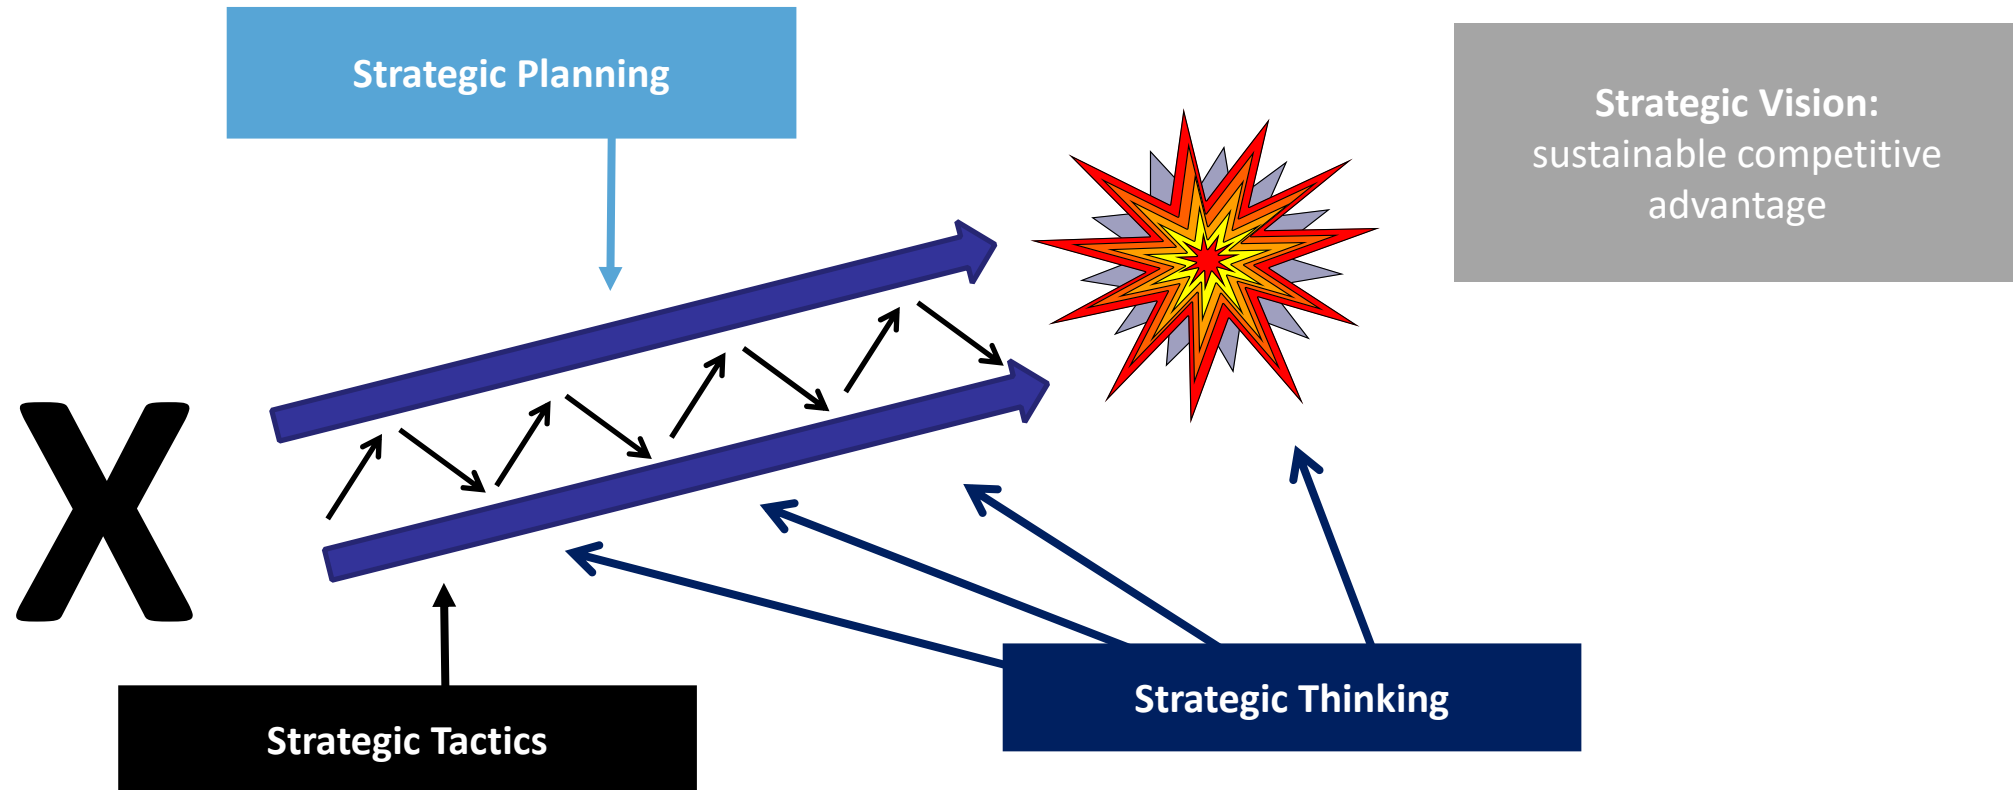 Strategic Planning
Strategic Vision:
sustainable competitive
advantage
X
Strategic Thinking
Strategic Tactics